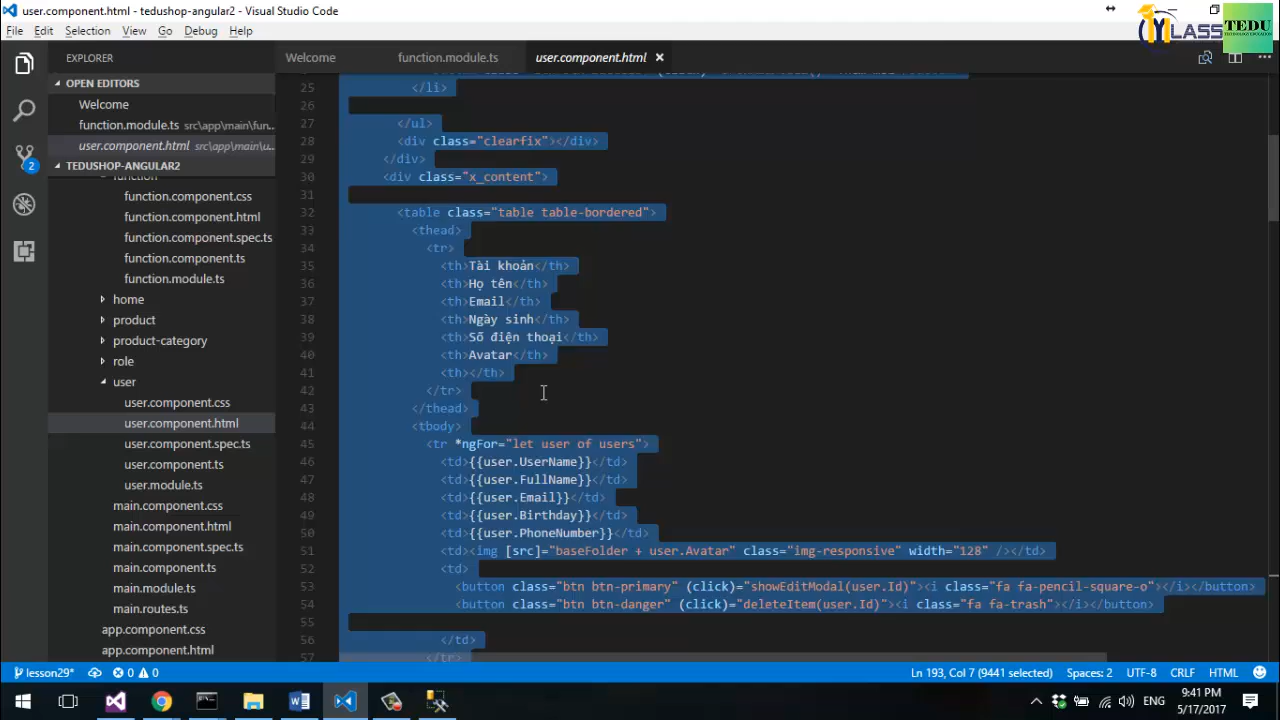 user.component.html - tedushop-angular2 - Visual Studio Code
File Edit Selection View Go Debug Help
MLASS TEDU
EXPLORER
Welcome function.module.ts user.component.html
OPEN EDITORS
Welcome
function.module.ts src\app\main\fun...
user.component.html src\app\main\u...
TEDUSHOP-ANGULAR2
function
function.component.css
function.component.html
function.component.spec.ts
function.component.ts
function.module.ts
home
product
product-category
role
user
user.component.css
user.component.html
user.component.spec.ts
user.component.ts
user.module.ts
main.component.css
main.component.html
main.component.spec.ts
main.component.ts
main.module.ts
main.routes.ts
app.component.css
app.component.html
2
25 </li>
26
27 </ul>
28 <div class="clearfix"></div>
29 </div>
30 <div class="x_content">
31
32 <table class="table table-bordered">
33 <thead>
34 <tr>
35 <th>Tài khoản</th>
36 <th>Họ tên</th>
37 <th>Email</th>
38 <th>Ngày sinh</th>
39 <th>Số điện thoại</th>
40 <th>Avatar</th>
41 <th></th>
42 </tr>
43 </thead>
44 <tbody>
45 <tr *ngFor="let user of users">
46 <td>{{user.UserName}}</td>
47 <td>{{user.FullName}}</td>
48 <td>{{user.Email}}</td>
49 <td>{{user.Birthday}}</td>
50 <td>{{user.PhoneNumber}}</td>
51 <td><img [src]="baseFolder + user.Avatar" class="img-responsive" width="128" /></td>
52 <td>
53 <button class="btn btn-primary" (click)="showEditModal(user.Id)"><i class="fa fa-pencil-square-o"></i></button>
54 <button class="btn btn-danger" (click)="deleteItem(user.Id)"><i class="fa fa-trash"></i></button>
55
56 </td>
57 </tr>
lesson29* 0 0 Ln 193, Col 7 (9441 selected) Spaces: 2 UTF-8 CRLF HTML
ENG 9:41 PM
5/17/2017